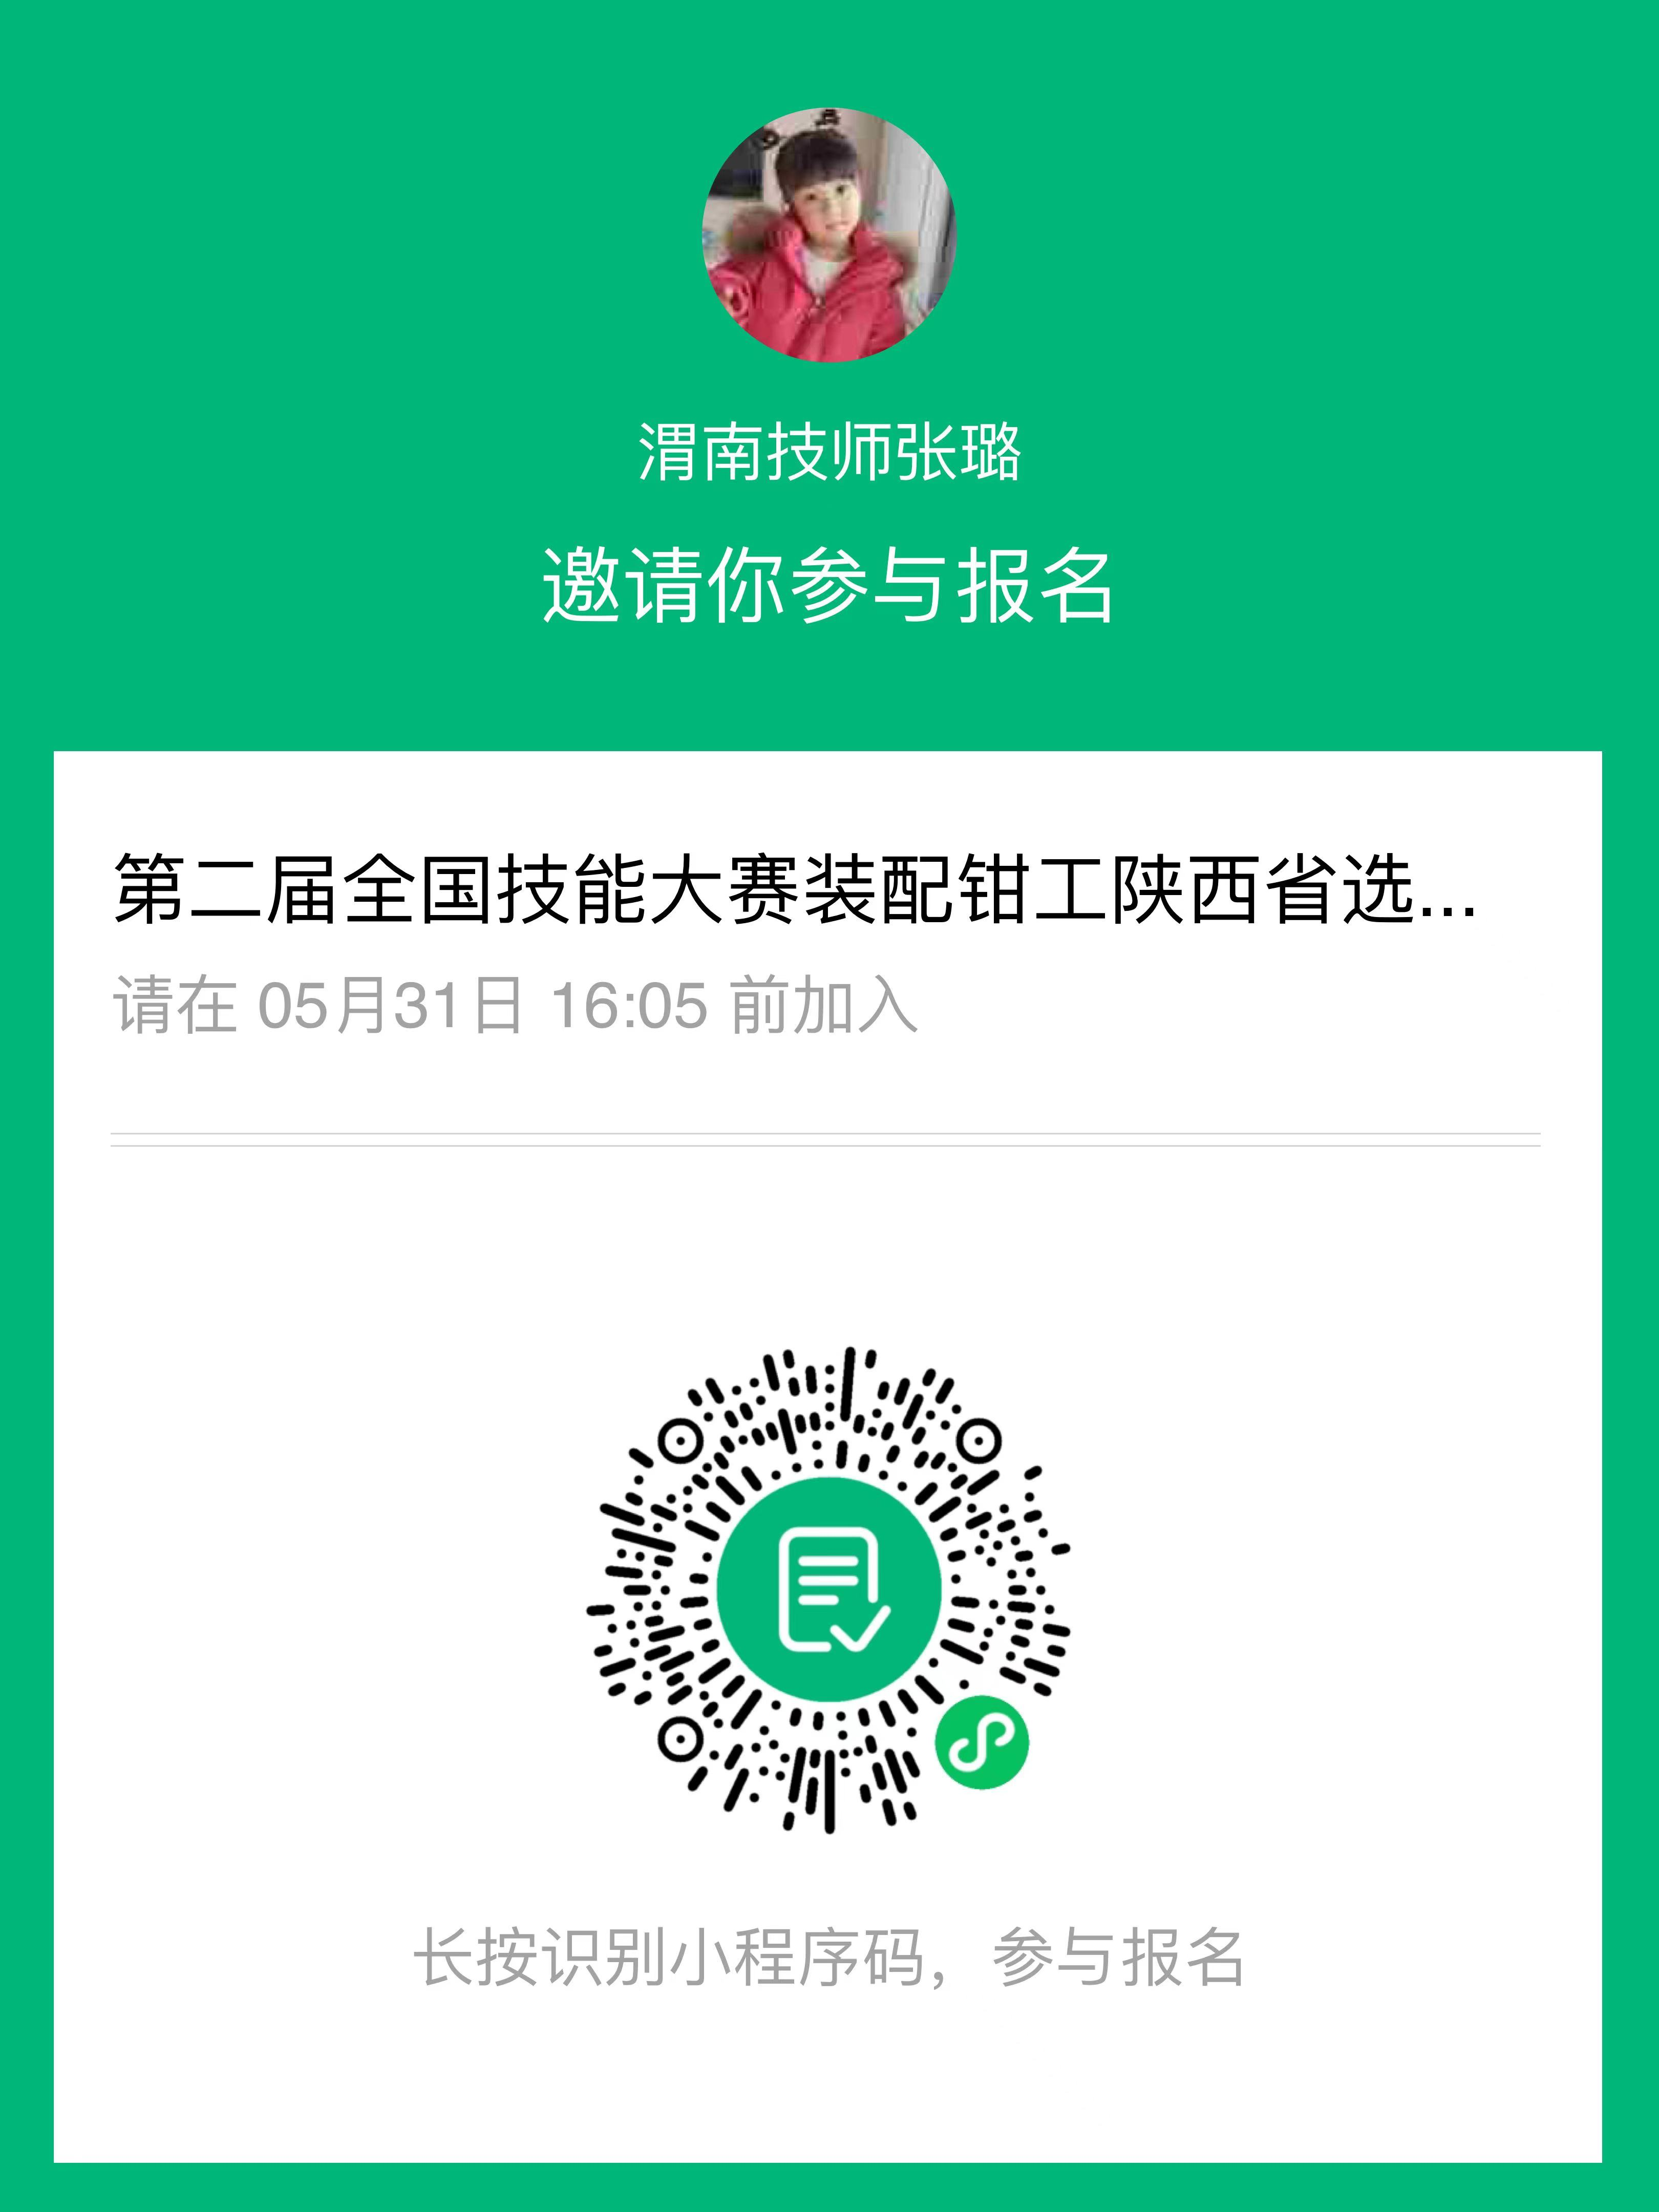 渭南技师张璐
邀请你参与报名
第二届全国技能大赛装配钳工陕西省选...
请在 05月31日 16:05 前加入
长按识别小程序码，参与报名